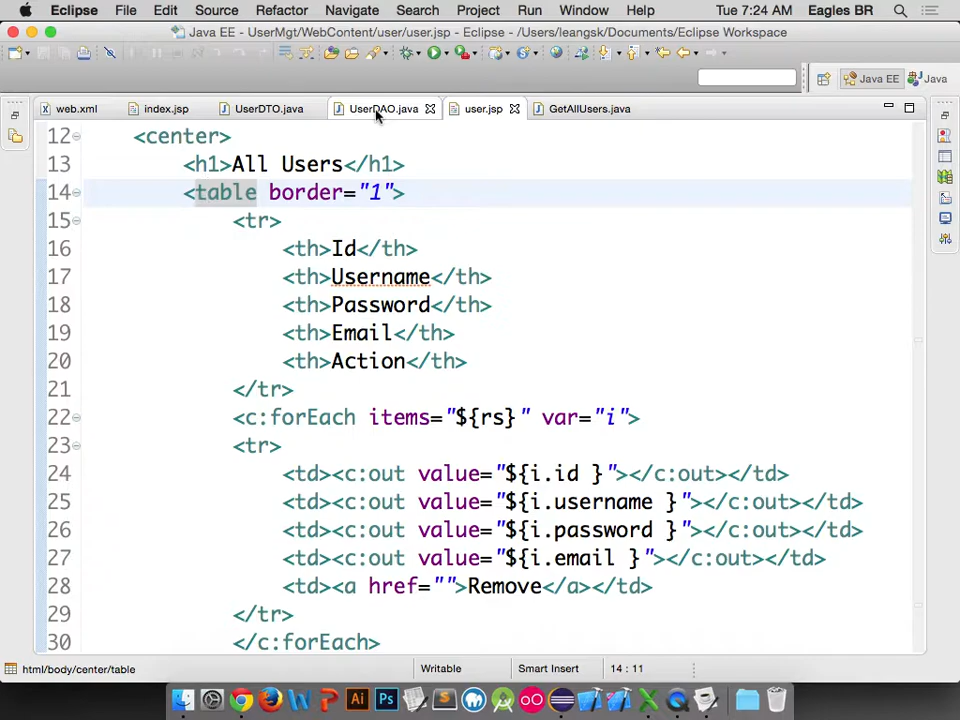 Eclipse File Edit Source Refactor Navigate Search Project Run Window Help Tue 7:24 AM Eagles BR
Java EE - UserMgt/WebContent/user/user.jsp - Eclipse - /Users/leangsk/Documents/Eclipse Workspace
Java EE Java
web.xml index.jsp UserDTO.java UserDAO.java user.jsp GetAllUsers.java
12 <center>
13 <h1>All Users</h1>
14 <table border="1">
15 <tr>
16 <th>Id</th>
17 <th>Username</th>
18 <th>Password</th>
19 <th>Email</th>
20 <th>Action</th>
21 </tr>
22 <c:forEach items="${rs}" var="i">
23 <tr>
24 <td><c:out value="${i.id }"></c:out></td>
25 <td><c:out value="${i.username }"></c:out></td>
26 <td><c:out value="${i.password }"></c:out></td>
27 <td><c:out value="${i.email }"></c:out></td>
28 <td><a href="">Remove</a></td>
29 </tr>
30 </c:forEach>
html/body/center/table Writable Smart Insert 14 : 11
Ai Ps